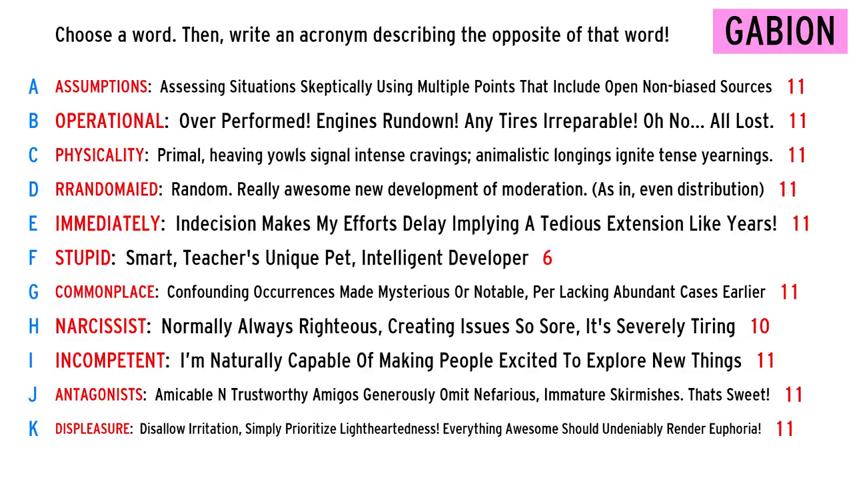 Choose a word. Then, write an acronym describing the opposite of that word!
GABION
A ASSUMPTIONS: Assessing Situations Skeptically Using Multiple Points That Include Open Non-biased Sources 11
B OPERATIONAL: Over Performed! Engines Rundown! Any Tires Irreparable! Oh No... All Lost. 11
C PHYSICALITY: Primal, heaving yowls signal intense cravings; animalistic longings ignite tense yearnings. 11
D RRANDOMAIED: Random. Really awesome new development of moderation. (As in, even distribution) 11
E IMMEDIATELY: Indecision Makes My Efforts Delay Implying A Tedious Extension Like Years! 11
F STUPID: Smart, Teacher's Unique Pet, Intelligent Developer 6
G COMMONPLACE: Confounding Occurrences Made Mysterious Or Notable, Per Lacking Abundant Cases Earlier 11
H NARCISSIST: Normally Always Righteous, Creating Issues So Sore, It's Severely Tiring 10
I INCOMPETENT: I'm Naturally Capable Of Making People Excited To Explore New Things 11
J ANTAGONISTS: Amicable N Trustworthy Amigos Generously Omit Nefarious, Immature Skirmishes. Thats Sweet! 11
K DISPLEASURE: Disallow Irritation, Simply Prioritize Lightheartedness! Everything Awesome Should Undeniably Render Euphoria! 11